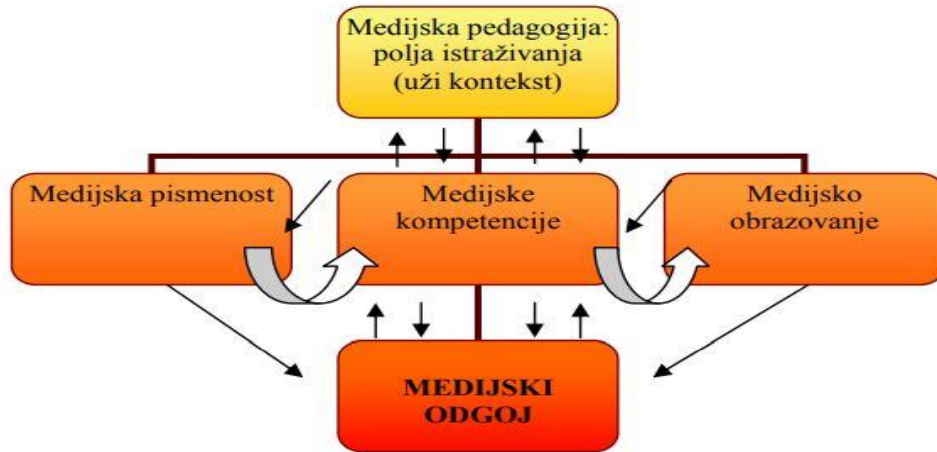 Medijska pedagogija:
polja istraživanja
(uži kontekst)
Medijska pismenost
Medijske
kompetencije
Medijsko
obrazovanje
MEDIJSKI
ODGOJ